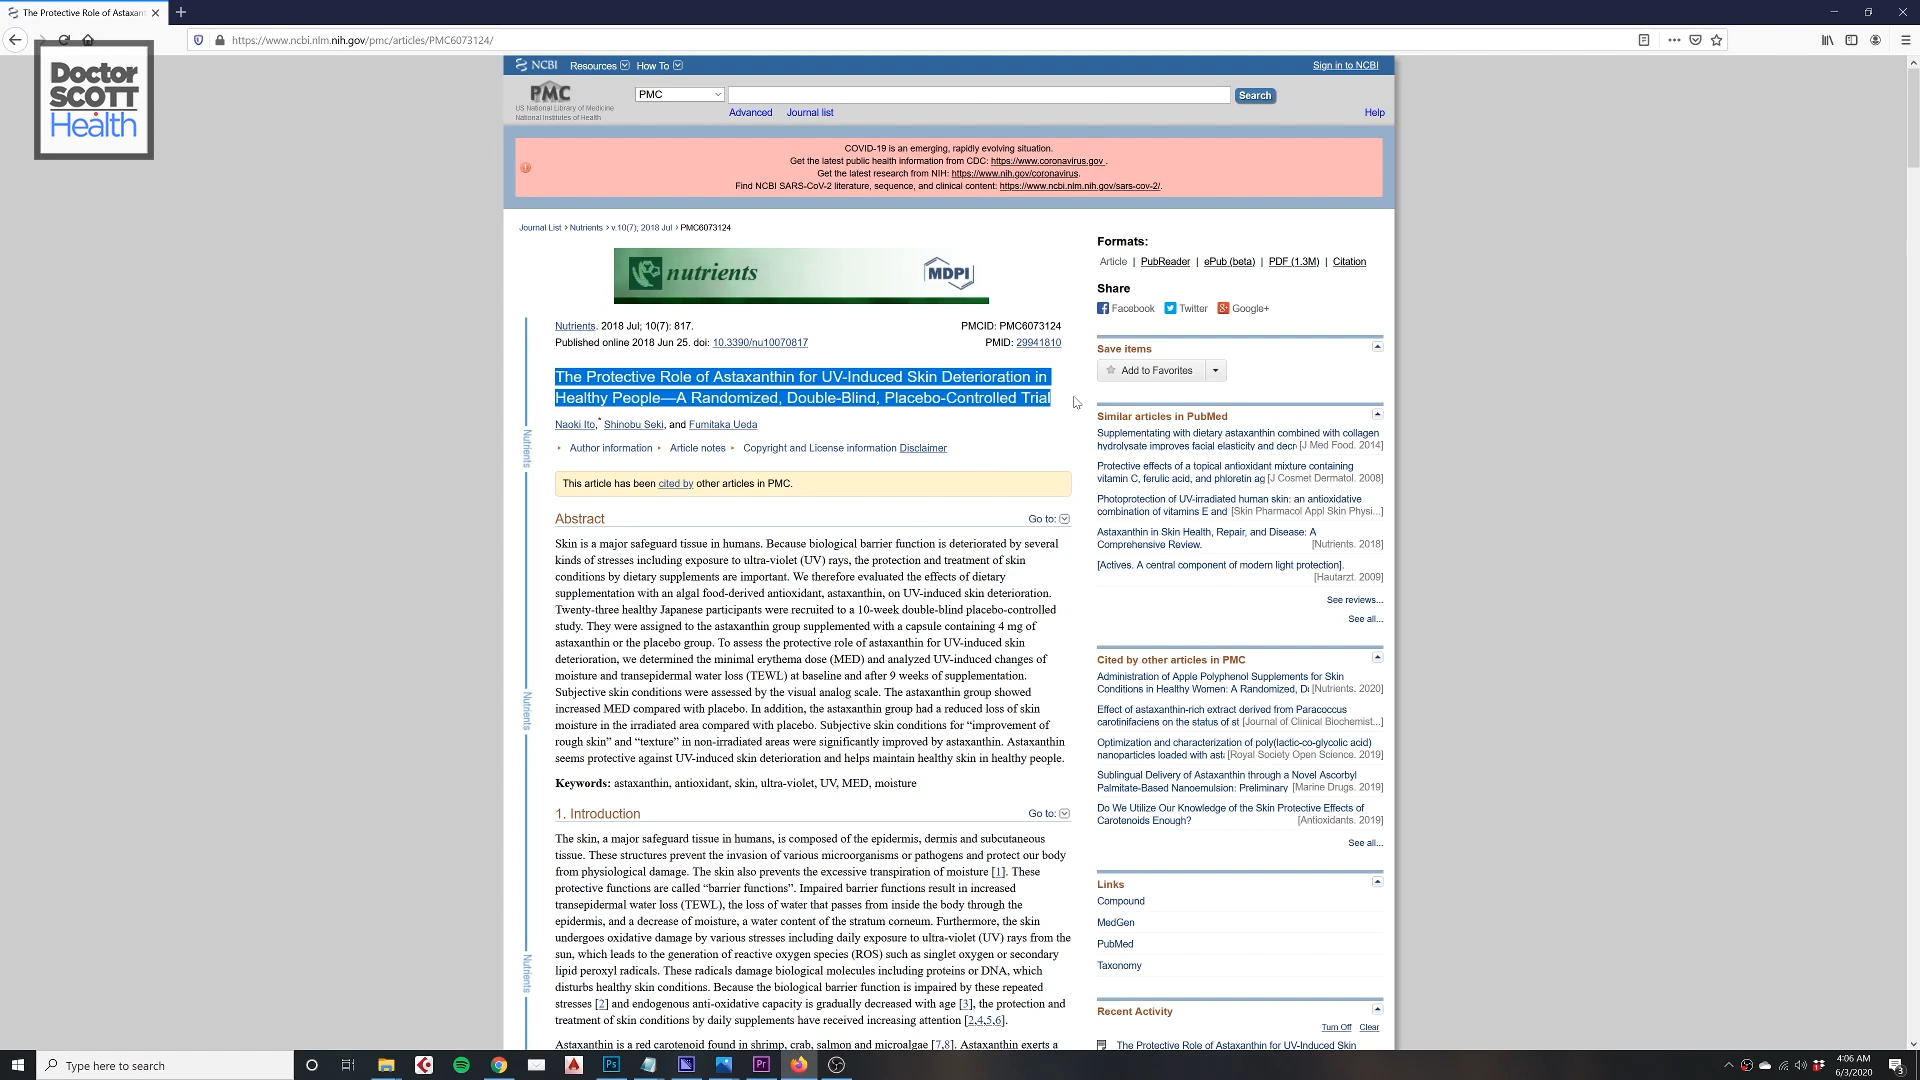 The Protective Role of Astaxant
https://www.ncbi.nlm.nih.gov/pmc/articles/PMC6073124/
Doctor
SCOTT
Health
NCBI Resources How To Sign in to NCBI
PMC
US National Library of Medicine
National Institutes of Health
PMC Search
Advanced Journal list Help
COVID-19 is an emerging, rapidly evolving situation.
Get the latest public health information from CDC: https://www.coronavirus.gov .
Get the latest research from NIH: https://www.nih.gov/coronavirus.
Find NCBI SARS-CoV-2 literature, sequence, and clinical content: https://www.ncbi.nlm.nih.gov/sars-cov-2/.
Journal List > Nutrients > v.10(7); 2018 Jul > PMC6073124
nutrients MDPI
Nutrients. 2018 Jul; 10(7): 817. PMCID: PMC6073124
Published online 2018 Jun 25. doi: 10.3390/nu10070817 PMID: 29941810
The Protective Role of Astaxanthin for UV-Induced Skin Deterioration in
Healthy People—A Randomized, Double-Blind, Placebo-Controlled Trial
Naoki Ito,* Shinobu Seki, and Fumitaka Ueda
Author information Article notes Copyright and License information Disclaimer
This article has been cited by other articles in PMC.
Abstract Go to:
Skin is a major safeguard tissue in humans. Because biological barrier function is deteriorated by several
kinds of stresses including exposure to ultra-violet (UV) rays, the protection and treatment of skin
conditions by dietary supplements are important. We therefore evaluated the effects of dietary
supplementation with an algal food-derived antioxidant, astaxanthin, on UV-induced skin deterioration.
Twenty-three healthy Japanese participants were recruited to a 10-week double-blind placebo-controlled
study. They were assigned to the astaxanthin group supplemented with a capsule containing 4 mg of
astaxanthin or the placebo group. To assess the protective role of astaxanthin for UV-induced skin
deterioration, we determined the minimal erythema dose (MED) and analyzed UV-induced changes of
moisture and transepidermal water loss (TEWL) at baseline and after 9 weeks of supplementation.
Subjective skin conditions were assessed by the visual analog scale. The astaxanthin group showed
increased MED compared with placebo. In addition, the astaxanthin group had a reduced loss of skin
moisture in the irradiated area compared with placebo. Subjective skin conditions for “improvement of
rough skin” and “texture” in non-irradiated areas were significantly improved by astaxanthin. Astaxanthin
seems protective against UV-induced skin deterioration and helps maintain healthy skin in healthy people.
Keywords: astaxanthin, antioxidant, skin, ultra-violet, UV, MED, moisture
1. Introduction Go to:
The skin, a major safeguard tissue in humans, is composed of the epidermis, dermis and subcutaneous
tissue. These structures prevent the invasion of various microorganisms or pathogens and protect our body
from physiological damage. The skin also prevents the excessive transpiration of moisture [1]. These
protective functions are called “barrier functions”. Impaired barrier functions result in increased
transepidermal water loss (TEWL), the loss of water that passes from inside the body through the
epidermis, and a decrease of moisture, a water content of the stratum corneum. Furthermore, the skin
undergoes oxidative damage by various stresses including daily exposure to ultra-violet (UV) rays from the
sun, which leads to the generation of reactive oxygen species (ROS) such as singlet oxygen or secondary
lipid peroxyl radicals. These radicals damage biological molecules including proteins or DNA, which
disturbs healthy skin conditions. Because the biological barrier function is impaired by these repeated
stresses [2] and endogenous anti-oxidative capacity is gradually decreased with age [3], the protection and
treatment of skin conditions by daily supplements have received increasing attention [2,4,5,6].
Astaxanthin is a red carotenoid found in shrimp, crab, salmon and microalgae [7,8]. Astaxanthin exerts a
Nutrients
Nutrients
Nutrients
Formats:
Article | PubReader | ePub (beta) | PDF (1.3M) | Citation
Share
Facebook Twitter Google+
Save items
Add to Favorites
Similar articles in PubMed
Supplementating with dietary astaxanthin combined with collagen
hydrolysate improves facial elasticity and decr [J Med Food. 2014]
Protective effects of a topical antioxidant mixture containing
vitamin C, ferulic acid, and phloretin ag [J Cosmet Dermatol. 2008]
Photoprotection of UV-irradiated human skin: an antioxidative
combination of vitamins E and [Skin Pharmacol Appl Skin Physi...]
Astaxanthin in Skin Health, Repair, and Disease: A
Comprehensive Review. [Nutrients. 2018]
[Actives. A central component of modern light protection].
[Hautarzt. 2009]
See reviews...
See all...
Cited by other articles in PMC
Administration of Apple Polyphenol Supplements for Skin
Conditions in Healthy Women: A Randomized, D [Nutrients. 2020]
Effect of astaxanthin-rich extract derived from Paracoccus
carotinifaciens on the status of st [Journal of Clinical Biochemist...]
Optimization and characterization of poly(lactic-co-glycolic acid)
nanoparticles loaded with ast [Royal Society Open Science. 2019]
Sublingual Delivery of Astaxanthin through a Novel Ascorbyl
Palmitate-Based Nanoemulsion: Preliminary [Marine Drugs. 2019]
Do We Utilize Our Knowledge of the Skin Protective Effects of
Carotenoids Enough? [Antioxidants. 2019]
See all...
Links
Compound
MedGen
PubMed
Taxonomy
Recent Activity
Turn Off Clear
The Protective Role of Astaxanthin for UV-Induced Skin
Type here to search
Ps
Pr
4:06 AM
6/3/2020
3